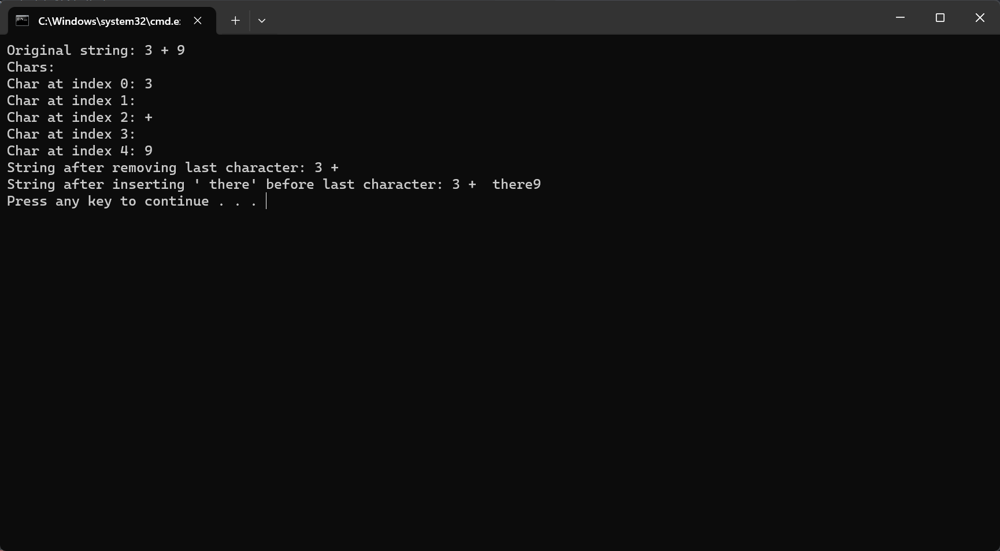 C:\Windows\system32\cmd.e
Original string: 3 + 9
Chars:
Char at index 0: 3
Char at index 1:
Char at index 2: +
Char at index 3:
Char at index 4: 9
String after removing last character: 3 +
String after inserting ' there' before last character: 3 +  there9
Press any key to continue . . .